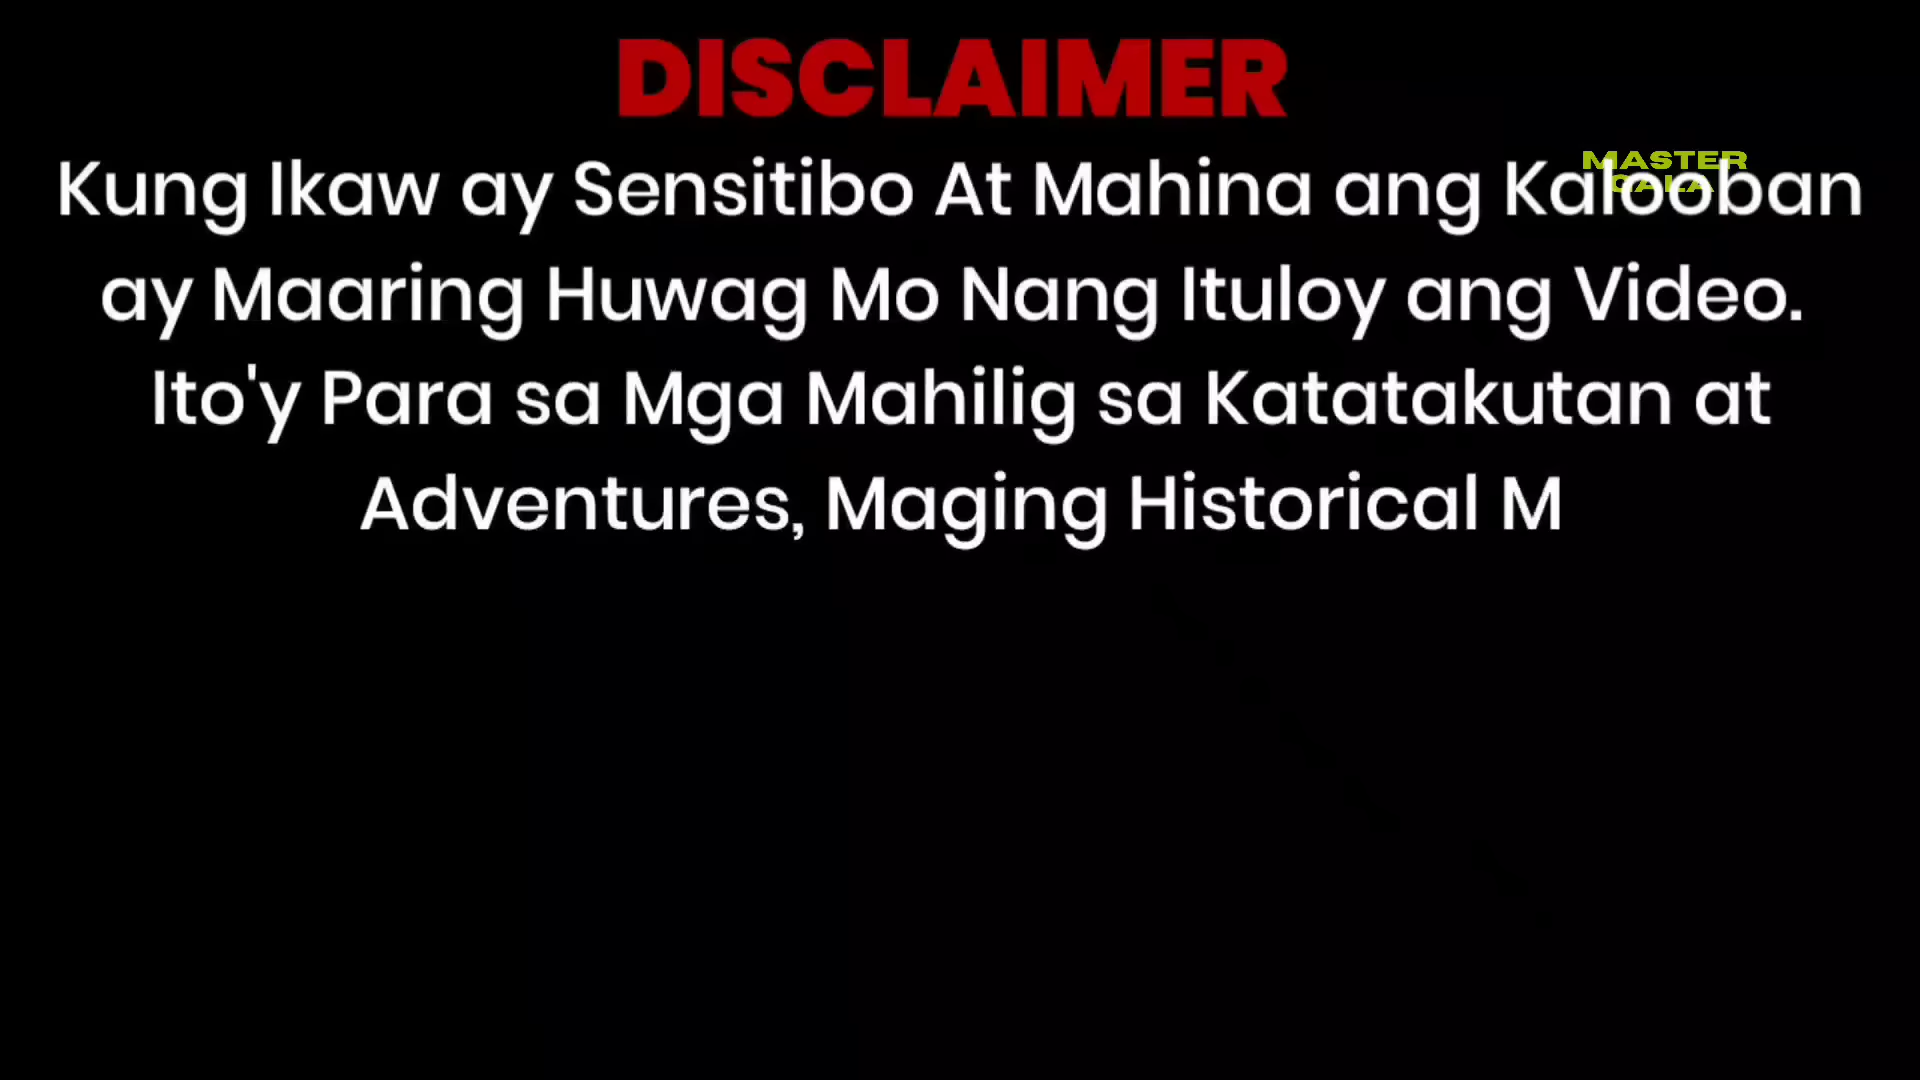 DISCLAIMER
MASTER
GALA
Kung Ikaw ay Sensitibo At Mahina ang Kalooban
ay Maaring Huwag Mo Nang Ituloy ang Video.
Ito'y Para sa Mga Mahilig sa Katatakutan at
Adventures, Maging Historical M